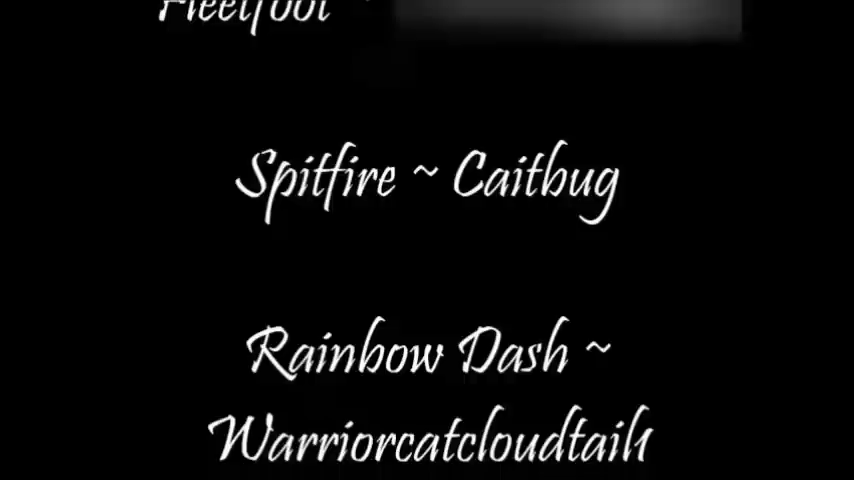 Fleetfoot ~
Spitfire ~ Caitbug
Rainbow Dash ~
Warriorcatcloudtail1